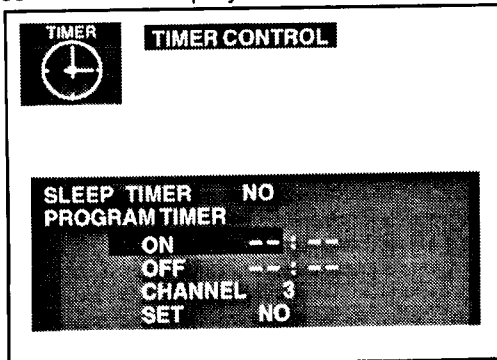 TIMER
TIMER CONTROL
SLEEP TIMER NO
PROGRAM TIMER
ON --:--
OFF --:--
CHANNEL 3
SET NO